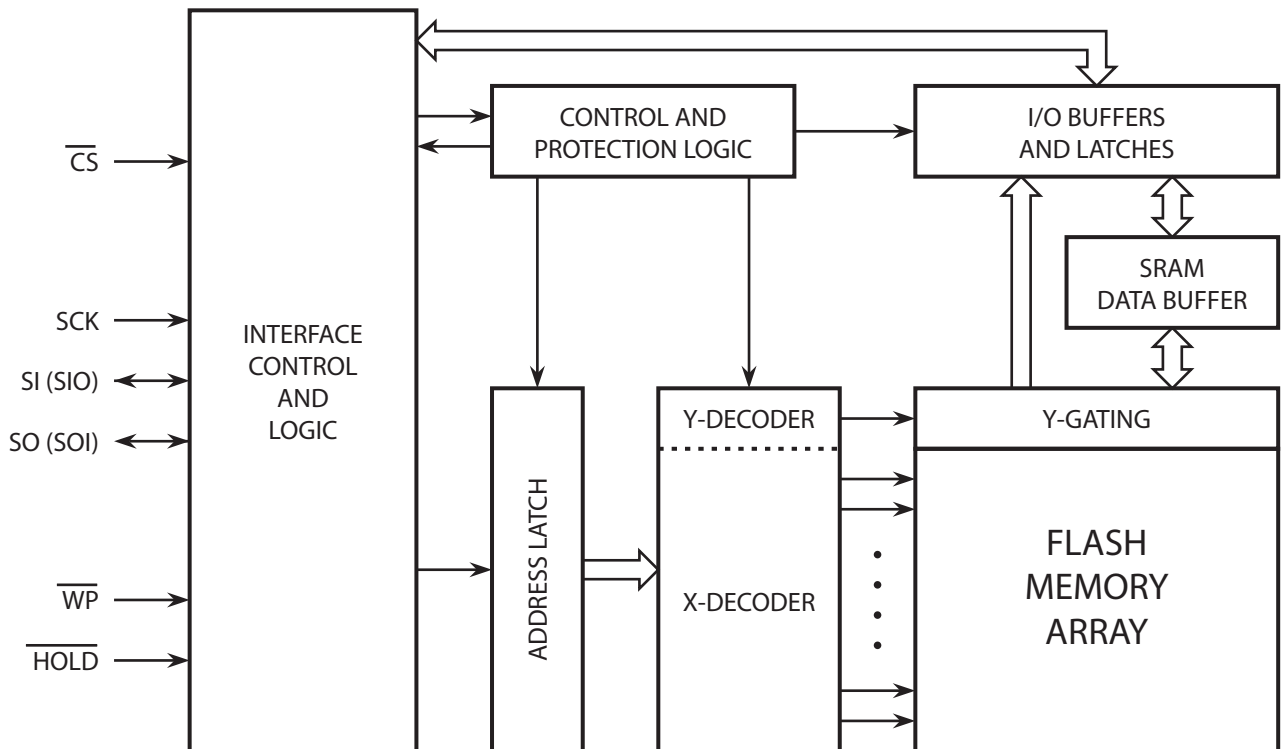 CONTROL AND
PROTECTION LOGIC
I/O BUFFERS
AND LATCHES
CS
SRAM
DATA BUFFER
SCK
INTERFACE
CONTROL
AND
LOGIC
SI (SIO)
SO (SOI)
Y-DECODER
Y-GATING
ADDRESS LATCH
X-DECODER
FLASH
MEMORY
ARRAY
WP
HOLD